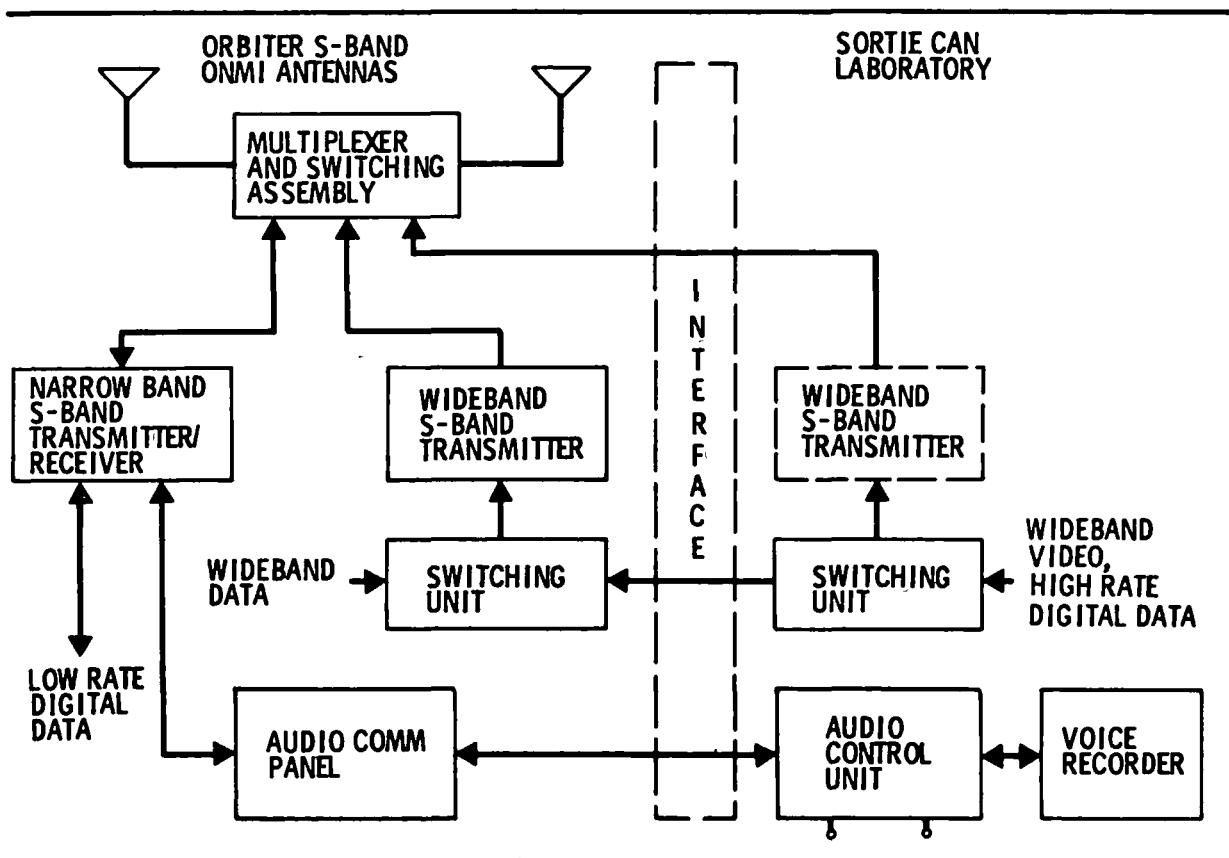 ORBITER S-BAND
ONMI ANTENNAS
SORTIE CAN
LABORATORY
MULTIPLEXER
AND SWITCHING
ASSEMBLY
INTERFACE
NARROW BAND
S-BAND
TRANSMITTER/
RECEIVER
WIDEBAND
S-BAND
TRANSMITTER
WIDEBAND
S-BAND
TRANSMITTER
WIDEBAND
DATA
SWITCHING
UNIT
SWITCHING
UNIT
WIDEBAND
VIDEO,
HIGH RATE
DIGITAL DATA
LOW RATE
DIGITAL
DATA
AUDIO COMM
PANEL
AUDIO
CONTROL
UNIT
VOICE
RECORDER